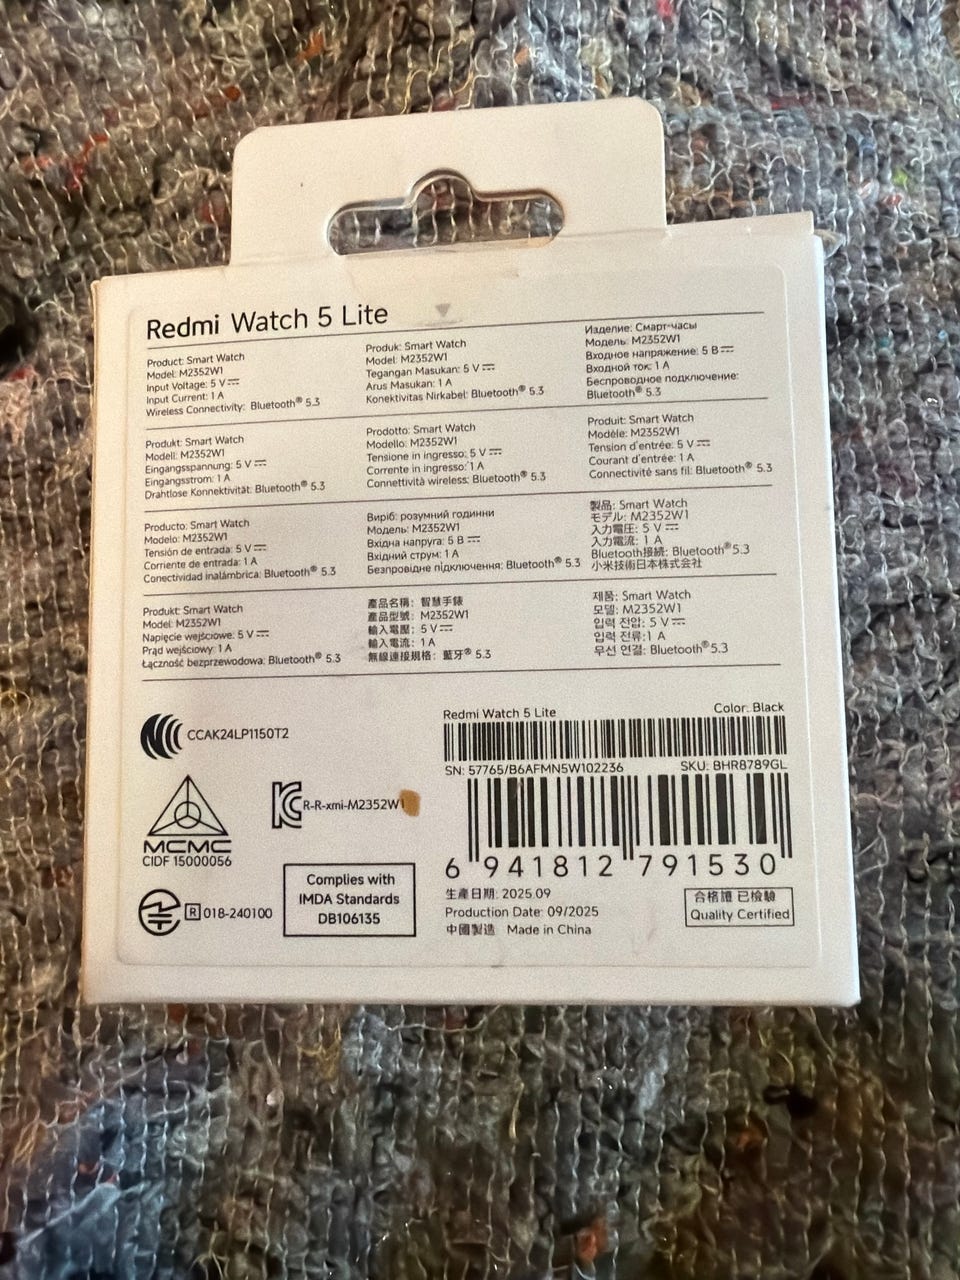 Redmi Watch 5 Lite
Product: Smart Watch
Model: M2352W1
Input Voltage: 5 V⎓
Input Current: 1 A
Wireless Connectivity: Bluetooth® 5.3
Produk: Smart Watch
Model: M2352W1
Tegangan Masukan: 5 V⎓
Arus Masukan: 1 A
Konektivitas Nirkabel: Bluetooth® 5.3
Изделие: Смарт-часы
Модель: M2352W1
Входное напряжение: 5 В⎓
Входной ток: 1 A
Беспроводное подключение:
Bluetooth® 5.3
Produkt: Smart Watch
Modell: M2352W1
Eingangsspannung: 5 V⎓
Eingangsstrom: 1 A
Drahtlose Konnektivität: Bluetooth® 5.3
Prodotto: Smart Watch
Modello: M2352W1
Tensione in ingresso: 5 V⎓
Corrente in ingresso: 1 A
Connettività wireless: Bluetooth® 5.3
Produit: Smart Watch
Modèle: M2352W1
Tension d'entrée: 5 V⎓
Courant d'entrée: 1 A
Connectivité sans fil: Bluetooth® 5.3
Producto: Smart Watch
Modelo: M2352W1
Tensión de entrada: 5 V⎓
Corriente de entrada: 1 A
Conectividad inalámbrica: Bluetooth® 5.3
Виріб: розумний годинни
Модель: M2352W1
Вхідна напруга: 5 В⎓
Вхідний струм: 1 A
Безпровідне підключення: Bluetooth® 5.3
製品: Smart Watch
モデル: M2352W1
入力電圧: 5 V⎓
入力電流: 1 A
Bluetooth接続: Bluetooth®5.3
小米技術日本株式会社
Produkt: Smart Watch
Model: M2352W1
Napięcie wejściowe: 5 V⎓
Prąd wejściowy: 1 A
Łączność bezprzewodowa: Bluetooth® 5.3
產品名稱: 智慧手錶
產品型號: M2352W1
輸入電壓: 5 V⎓
輸入電流: 1 A
無線連接規格: 藍牙® 5.3
제품: Smart Watch
모델: M2352W1
입력 전압: 5 V⎓
입력 전류:1 A
무선 연결: Bluetooth®5.3
CCAK24LP1150T2
MCMC
CIDF 15000056
R-R-xmi-M2352W1
R 018-240100
Complies with
IMDA Standards
DB106135
Redmi Watch 5 Lite Color: Black
SN: 57765/B6AFMN5W102236 SKU: BHR8789GL
6 941812 791530
生產日期: 2025.09
Production Date: 09/2025
中國製造 Made in China
合格證 已檢驗
Quality Certified